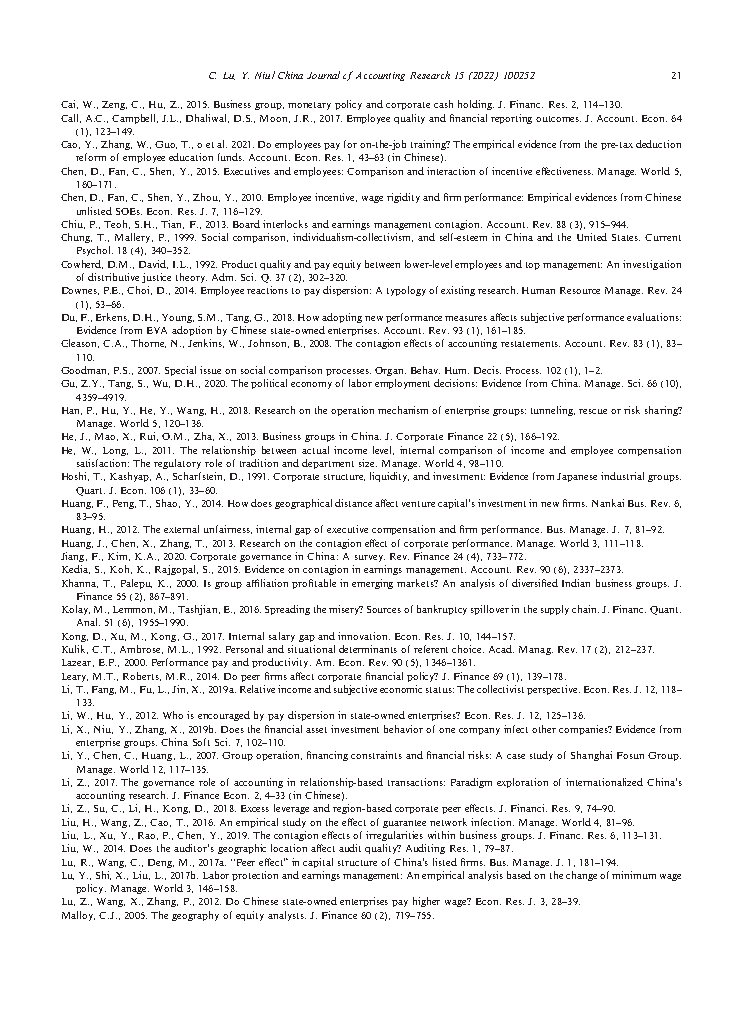 C. Lu, Y. Niu/China Journal of Accounting Research 15 (2022) 100252 21
Cai, W., Zeng, C., Hu, Z., 2015. Business group, monetary policy and corporate cash holding. J. Financ. Res. 2, 114–130.
Call, A.C., Campbell, J.L., Dhaliwal, D.S., Moon, J.R., 2017. Employee quality and financial reporting outcomes. J. Account. Econ. 64
(1), 123–149.
Cao, Y., Zhang, W., Guo, T., o et al. 2021. Do employees pay for on-the-job training? The empirical evidence from the pre-tax deduction
reform of employee education funds. Account. Econ. Res. 1, 43–63 (in Chinese).
Chen, D., Fan, C., Shen, Y., 2015. Executives and employees: Comparison and interaction of incentive effectiveness. Manage. World 5,
160–171.
Chen, D., Fan, C., Shen, Y., Zhou, Y., 2010. Employee incentive, wage rigidity and firm performance: Empirical evidences from Chinese
unlisted SOEs. Econ. Res. J. 7, 116–129.
Chiu, P., Teoh, S.H., Tian, F., 2013. Board interlocks and earnings management contagion. Account. Rev. 88 (3), 915–944.
Chung, T., Mallery, P., 1999. Social comparison, individualism-collectivism, and self-esteem in China and the United States. Current
Psychol. 18 (4), 340–352.
Cowherd, D.M., David, I.L., 1992. Product quality and pay equity between lower-level employees and top management: An investigation
of distributive justice theory. Adm. Sci. Q. 37 (2), 302–320.
Downes, P.E., Choi, D., 2014. Employee reactions to pay dispersion: A typology of existing research. Human Resource Manage. Rev. 24
(1), 53–66.
Du, F., Erkens, D.H., Young, S.M., Tang, G., 2018. How adopting new performance measures affects subjective performance evaluations:
Evidence from EVA adoption by Chinese state-owned enterprises. Account. Rev. 93 (1), 161–185.
Gleason, C.A., Thorne, N., Jenkins, W., Johnson, B., 2008. The contagion effects of accounting restatements. Account. Rev. 83 (1), 83–
110.
Goodman, P.S., 2007. Special issue on social comparison processes. Organ. Behav. Hum. Decis. Process. 102 (1), 1–2.
Gu, Z.Y., Tang, S., Wu, D.H., 2020. The political economy of labor employment decisions: Evidence from China. Manage. Sci. 66 (10),
4359–4919.
Han, P., Hu, Y., He, Y., Wang, H., 2018. Research on the operation mechanism of enterprise groups: tunneling, rescue or risk sharing?
Manage. World 5, 120–136.
He, J., Mao, X., Rui, O.M., Zha, X., 2013. Business groups in China. J. Corporate Finance 22 (5), 166–192.
He, W., Long, L., 2011. The relationship between actual income level, internal comparison of income and employee compensation
satisfaction: The regulatory role of tradition and department size. Manage. World 4, 98–110.
Hoshi, T., Kashyap, A., Scharfstein, D., 1991. Corporate structure, liquidity, and investment: Evidence from Japanese industrial groups.
Quart. J. Econ. 106 (1), 33–60.
Huang, F., Peng, T., Shao, Y., 2014. How does geographical distance affect venture capital's investment in new firms. Nankai Bus. Rev. 6,
83–95.
Huang, H., 2012. The external unfairness, internal gap of executive compensation and firm performance. Bus. Manage. J. 7, 81–92.
Huang, J., Chen, X., Zhang, T., 2013. Research on the contagion effect of corporate performance. Manage. World 3, 111–118.
Jiang, F., Kim, K.A., 2020. Corporate governance in China: A survey. Rev. Finance 24 (4), 733–772.
Kedia, S., Koh, K., Rajgopal, S., 2015. Evidence on contagion in earnings management. Account. Rev. 90 (6), 2337–2373.
Khanna, T., Palepu, K., 2000. Is group affiliation profitable in emerging markets? An analysis of diversified Indian business groups. J.
Finance 55 (2), 867–891.
Kolay, M., Lemmon, M., Tashjian, E., 2016. Spreading the misery? Sources of bankruptcy spillover in the supply chain. J. Financ. Quant.
Anal. 51 (6), 1955–1990.
Kong, D., Xu, M., Kong, G., 2017. Internal salary gap and innovation. Econ. Res. J. 10, 144–157.
Kulik, C.T., Ambrose, M.L., 1992. Personal and situational determinants of referent choice. Acad. Manag. Rev. 17 (2), 212–237.
Lazear, E.P., 2000. Performance pay and productivity. Am. Econ. Rev. 90 (5), 1346–1361.
Leary, M.T., Roberts, M.R., 2014. Do peer firms affect corporate financial policy? J. Finance 69 (1), 139–178.
Li, T., Fang, M., Fu, L., Jin, X., 2019a. Relative income and subjective economic status: The collectivist perspective. Econ. Res. J. 12, 118–
133.
Li, W., Hu, Y., 2012. Who is encouraged by pay dispersion in state-owned enterprises? Econ. Res. J. 12, 125–136.
Li, X., Niu, Y., Zhang, X., 2019b. Does the financial asset investment behavior of one company infect other companies? Evidence from
enterprise groups. China Soft Sci. 7, 102–110.
Li, Y., Chen, C., Huang, L., 2007. Group operation, financing constraints and financial risks: A case study of Shanghai Fosun Group.
Manage. World 12, 117–135.
Li, Z., 2017. The governance role of accounting in relationship-based transactions: Paradigm exploration of internationalized China's
accounting research. J. Finance Econ. 2, 4–33 (in Chinese).
Li, Z., Su, C., Li, H., Kong, D., 2018. Excess leverage and region-based corporate peer effects. J. Financi. Res. 9, 74–90.
Liu, H., Wang, Z., Cao, T., 2016. An empirical study on the effect of guarantee network infection. Manage. World 4, 81–96.
Liu, L., Xu, Y., Rao, P., Chen, Y., 2019. The contagion effects of irregularities within business groups. J. Financ. Res. 6, 113–131.
Liu, W., 2014. Does the auditor's geographic location affect audit quality? Auditing Res. 1, 79–87.
Lu, R., Wang, C., Deng, M., 2017a. “Peer effect” in capital structure of China's listed firms. Bus. Manage. J. 1, 181–194.
Lu, Y., Shi, X., Liu, L., 2017b. Labor protection and earnings management: An empirical analysis based on the change of minimum wage
policy. Manage. World 3, 146–158.
Lu, Z., Wang, X., Zhang, P., 2012. Do Chinese state-owned enterprises pay higher wage? Econ. Res. J. 3, 28–39.
Malloy, C.J., 2005. The geography of equity analysts. J. Finance 60 (2), 719–755.